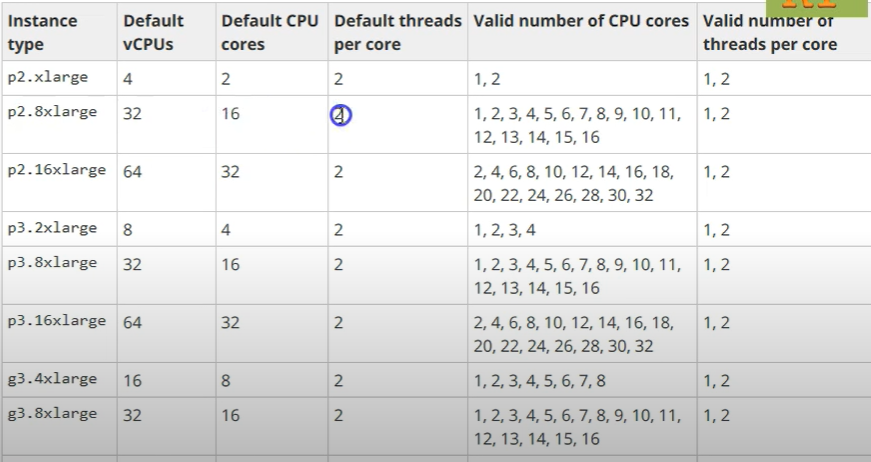 Instance type Default vCPUs Default CPU cores Default threads per core Valid number of CPU cores Valid number of threads per core
p2.xlarge 4 2 2 1, 2 1, 2
p2.8xlarge 32 16 2 1, 2, 3, 4, 5, 6, 7, 8, 9, 10, 11, 1, 2
12, 13, 14, 15, 16
p2.16xlarge 64 32 2 2, 4, 6, 8, 10, 12, 14, 16, 18, 1, 2
20, 22, 24, 26, 28, 30, 32
p3.2xlarge 8 4 2 1, 2, 3, 4 1, 2
p3.8xlarge 32 16 2 1, 2, 3, 4, 5, 6, 7, 8, 9, 10, 11, 1, 2
12, 13, 14, 15, 16
p3.16xlarge 64 32 2 2, 4, 6, 8, 10, 12, 14, 16, 18, 1, 2
20, 22, 24, 26, 28, 30, 32
g3.4xlarge 16 8 2 1, 2, 3, 4, 5, 6, 7, 8 1, 2
g3.8xlarge 32 16 2 1, 2, 3, 4, 5, 6, 7, 8, 9, 10, 11, 1, 2
12, 13, 14, 15, 16